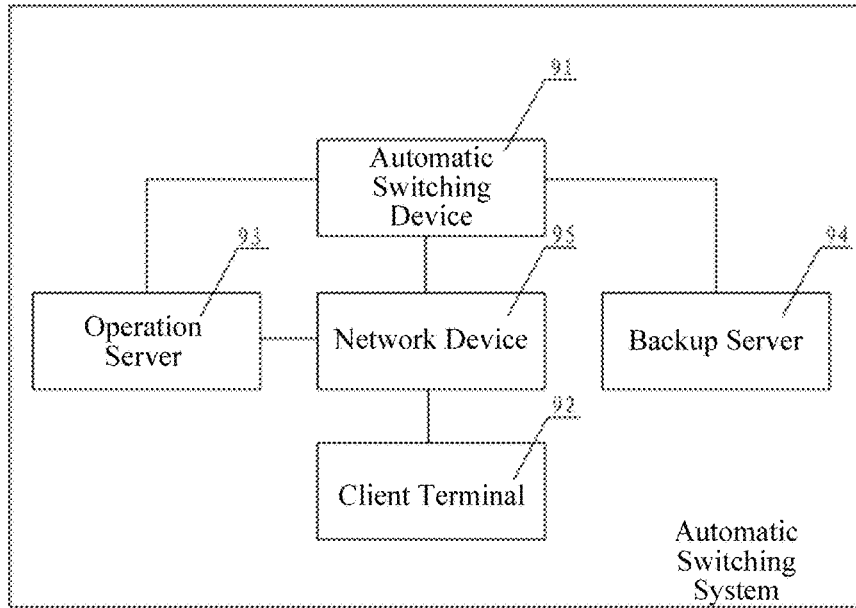 91
Automatic
Switching
Device
93
95
94
Operation
Server
Network Device
Backup Server
92
Client Terminal
Automatic
Switching
System